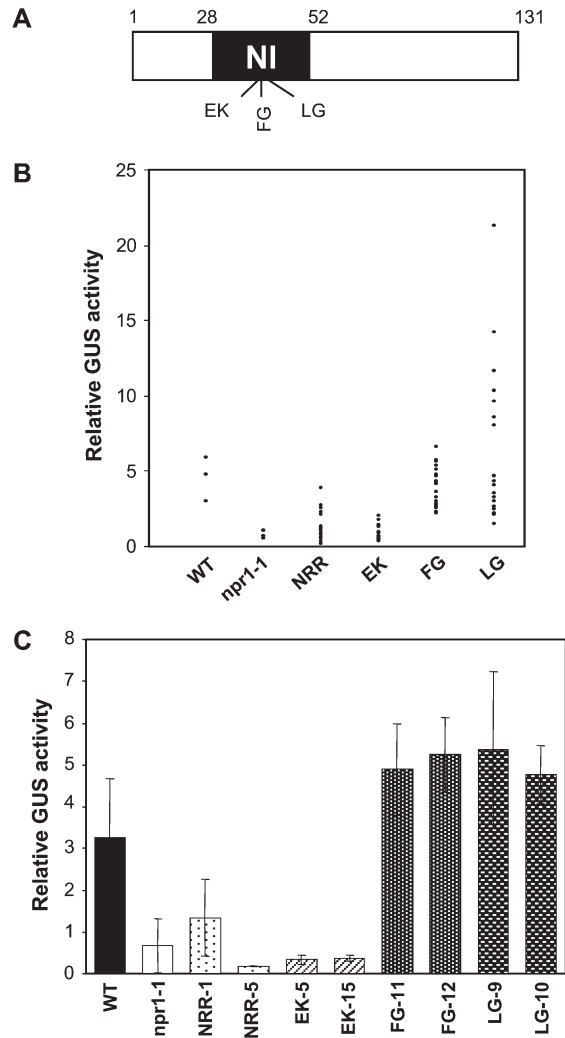 A
1 28 52 131
NI
EK FG LG
B
Relative GUS activity
25
20
15
10
5
0
WT npr1-1 NRR EK FG LG
C
Relative GUS activity
8
7
6
5
4
3
2
1
0
WT npr1-1 NRR-1 NRR-5 EK-5 EK-15 FG-11 FG-12 LG-9 LG-10